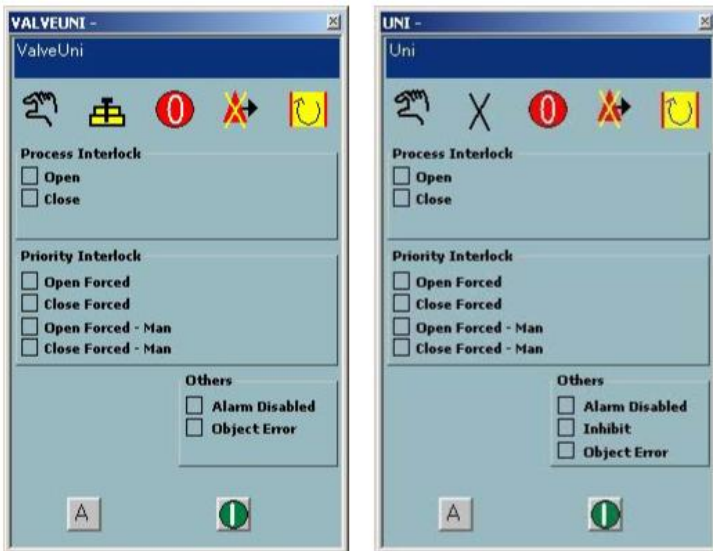 VALVEUNI -
ValveUni
Process Interlock
Open
Close
Priority Interlock
Open Forced
Close Forced
Open Forced - Man
Close Forced - Man
Others
Alarm Disabled
Object Error
A
UNI -
Uni
Process Interlock
Open
Close
Priority Interlock
Open Forced
Close Forced
Open Forced - Man
Close Forced - Man
Others
Alarm Disabled
Inhibit
Object Error
A